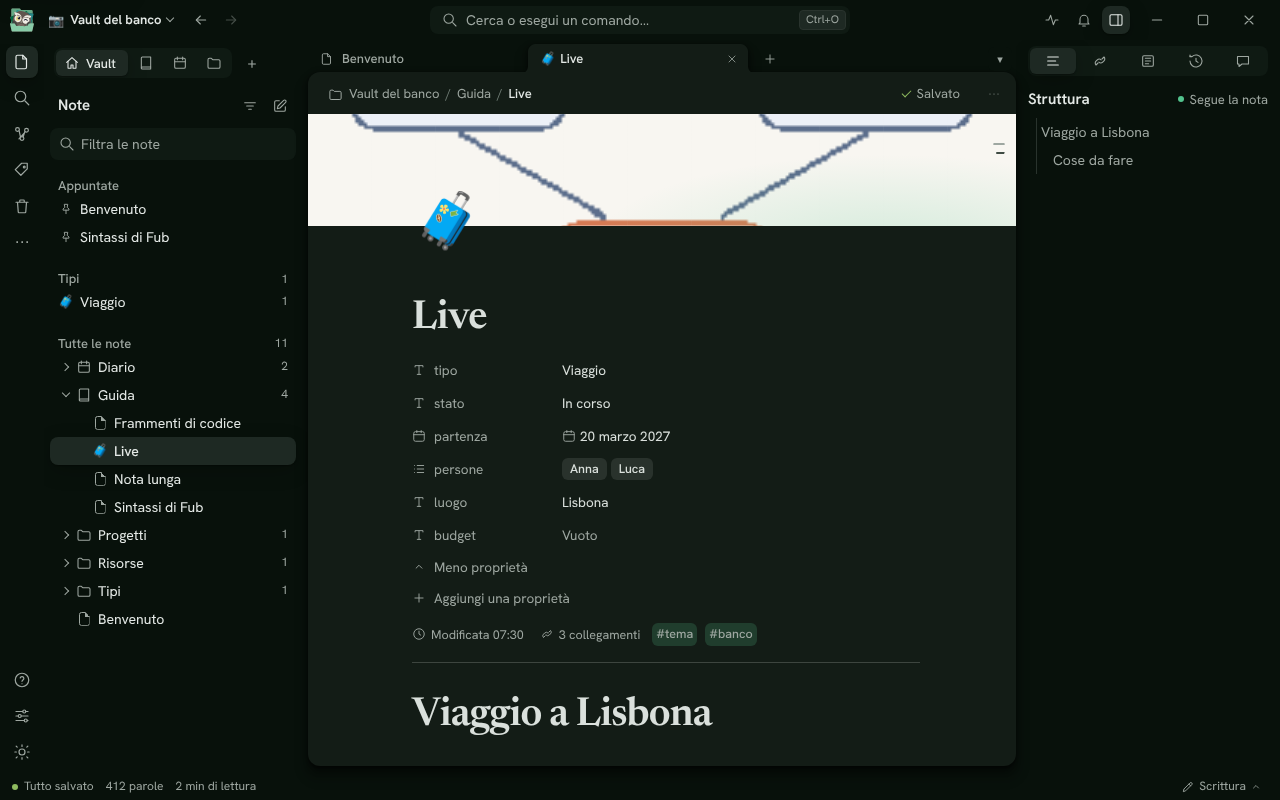 Vault del banco
Cerca o esegui un comando...
Ctrl+O
Vault
Benvenuto
Live
Note
Filtra le note
Appuntate
Benvenuto
Sintassi di Fub
Tipi 1
Viaggio 1
Tutte le note 11
Diario 2
Guida 4
Frammenti di codice
Live
Nota lunga
Sintassi di Fub
Progetti 1
Risorse 1
Tipi 1
Benvenuto
Vault del banco / Guida / Live
Salvato
Live
tipo Viaggio
stato In corso
partenza 20 marzo 2027
persone Anna Luca
luogo Lisbona
budget Vuoto
Meno proprietà
Aggiungi una proprietà
Modificata 07:30 3 collegamenti #tema #banco
Viaggio a Lisbona
Struttura
Segue la nota
Viaggio a Lisbona
Cose da fare
Tutto salvato 412 parole 2 min di lettura
Scrittura